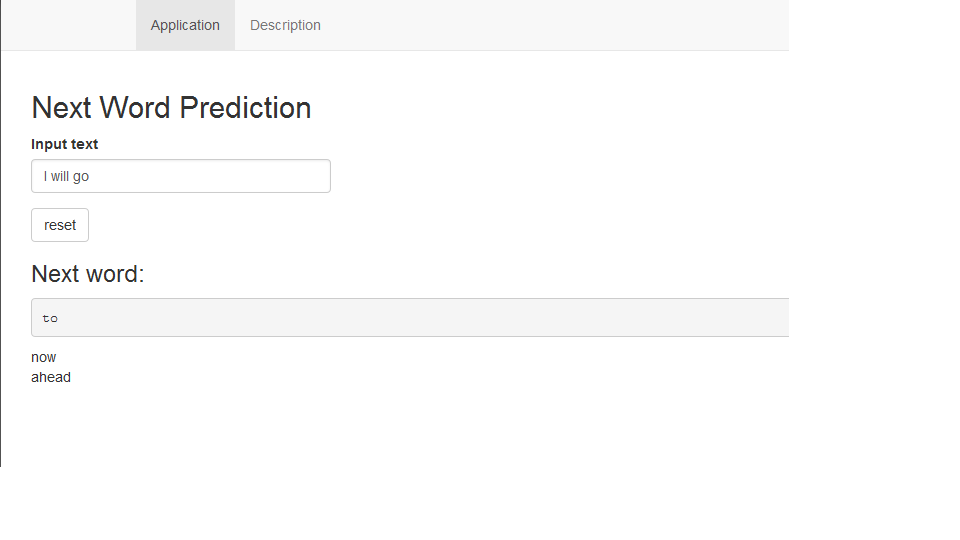 Application Description
Next Word Prediction
Input text
I will go
reset
Next word:
to
now
ahead